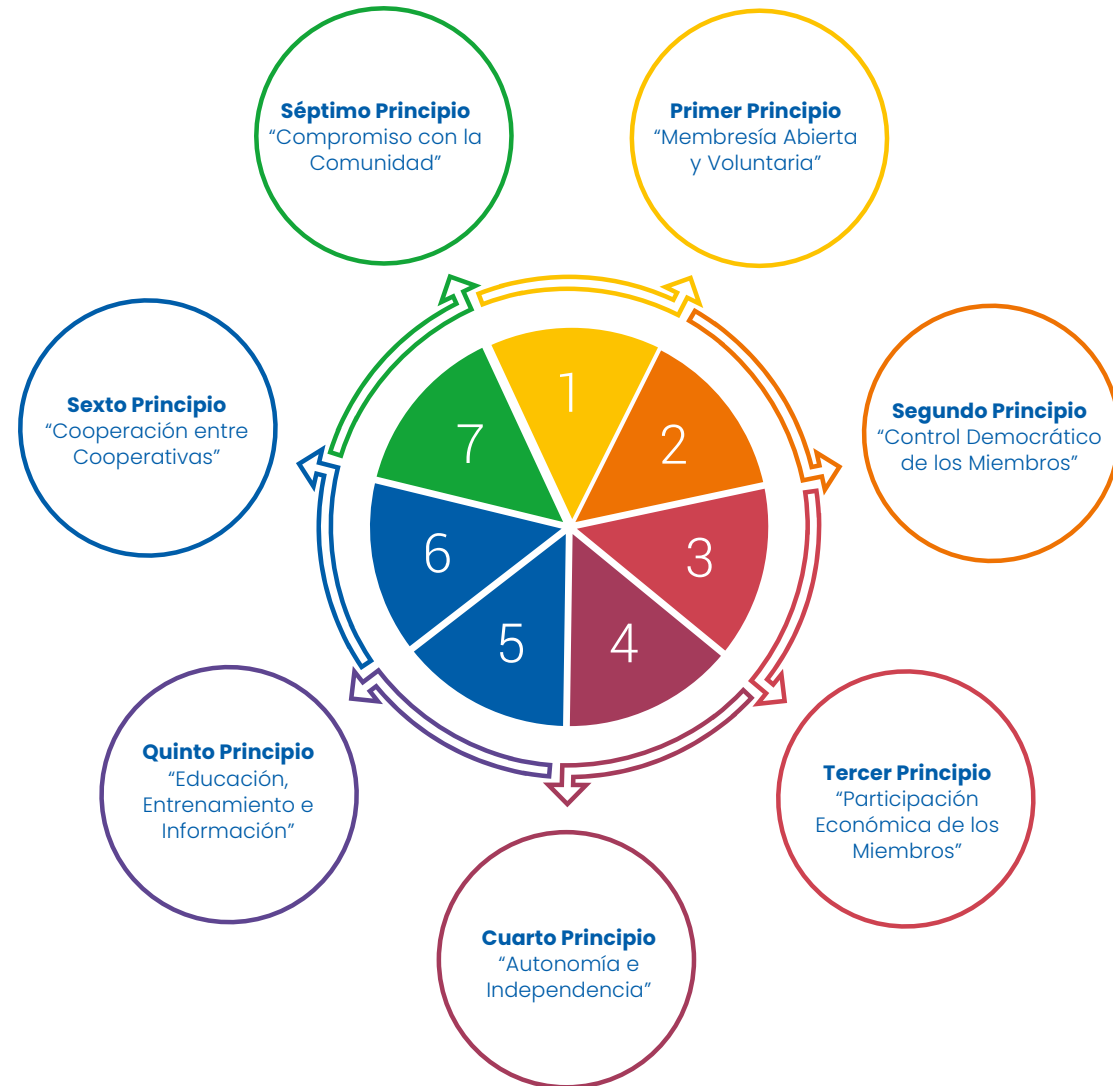 Séptimo Principio
“Compromiso con la
Comunidad”
Primer Principio
“Membresía Abierta
y Voluntaria”
Sexto Principio
“Cooperación entre
Cooperativas”
Segundo Principio
“Control Democrático
de los Miembros”
1
2
3
4
5
6
7
Quinto Principio
“Educación,
Entrenamiento e
Información”
Tercer Principio
“Participación
Económica de los
Miembros”
Cuarto Principio
“Autonomía e
Independencia”